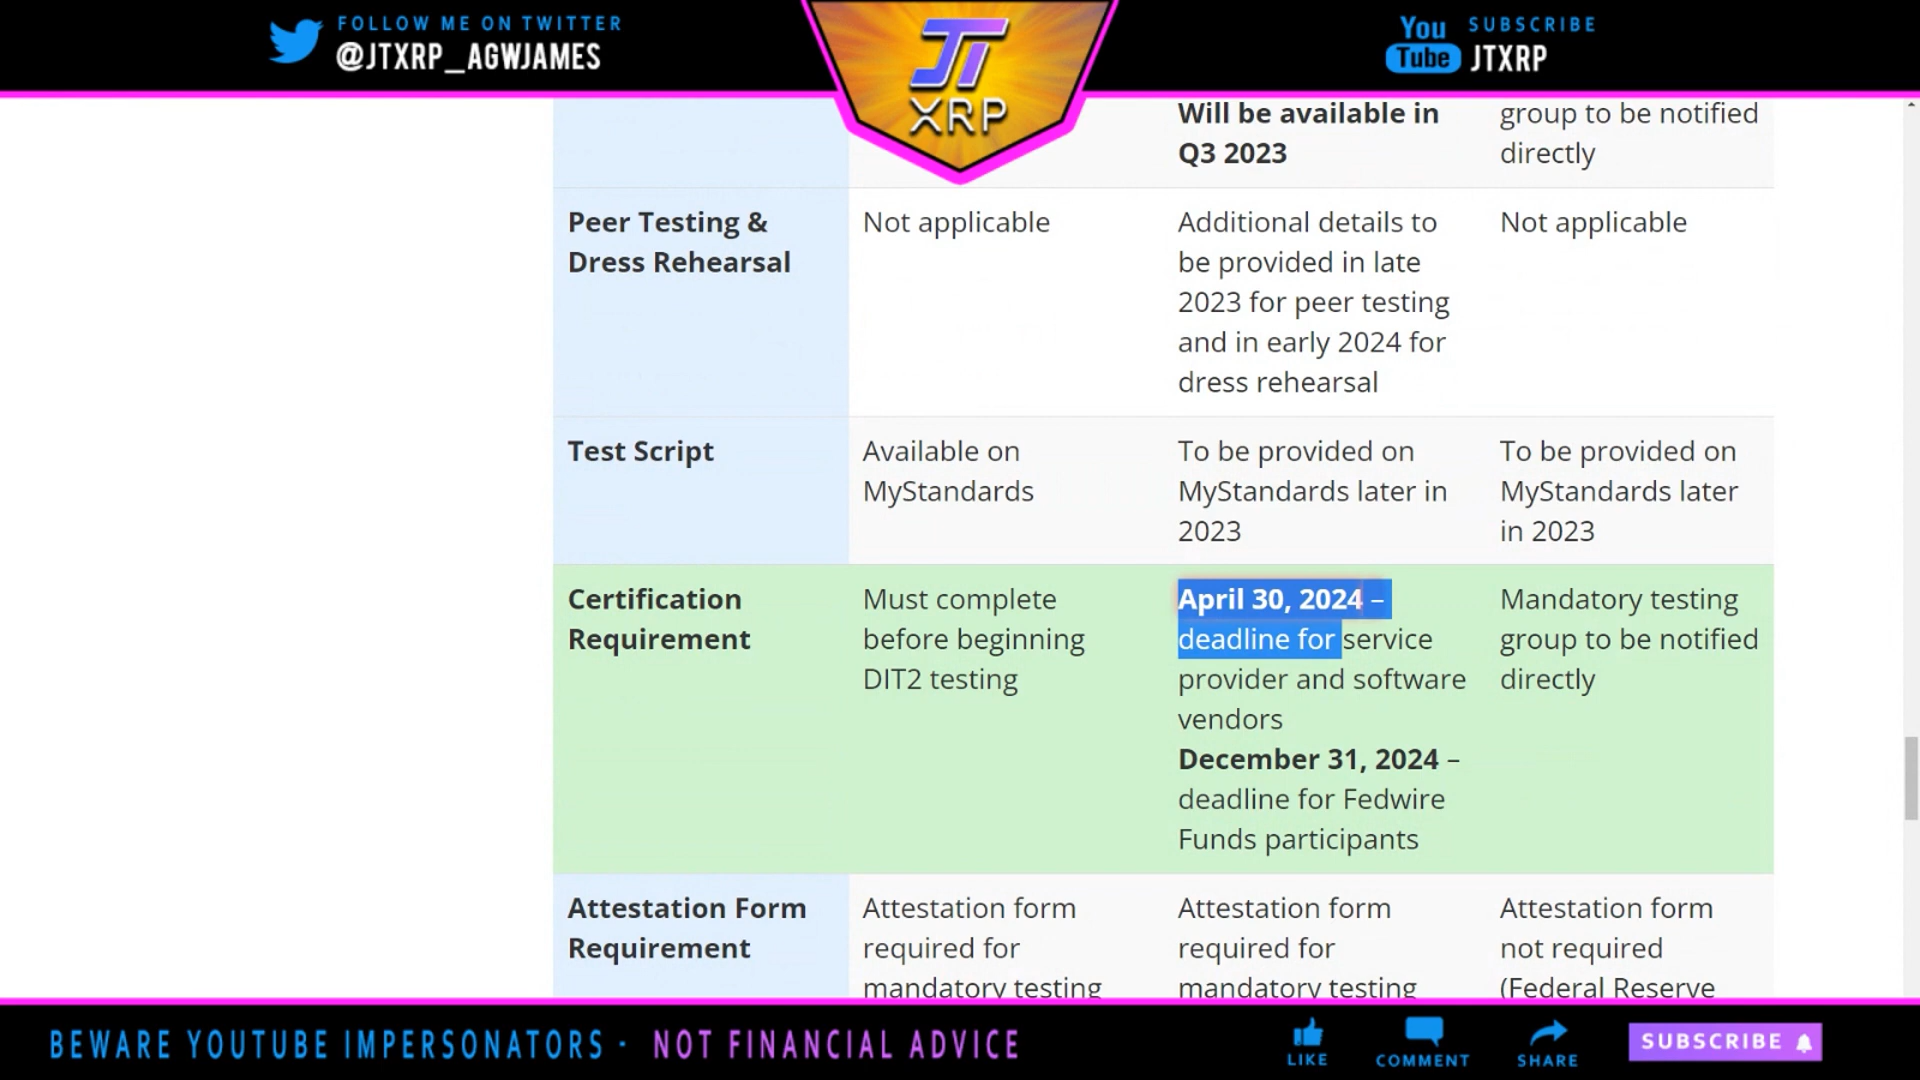 FOLLOW ME ON TWITTER
@JTXRP_AGWJAMES
JT
XRP
You
Tube
SUBSCRIBE
JTXRP
Will be available in
Q3 2023
group to be notified
directly
Peer Testing &
Dress Rehearsal
Not applicable
Additional details to
be provided in late
2023 for peer testing
and in early 2024 for
dress rehearsal
Not applicable
Test Script
Available on
MyStandards
To be provided on
MyStandards later in
2023
To be provided on
MyStandards later
in 2023
Certification
Requirement
Must complete
before beginning
DIT2 testing
April 30, 2024 –
deadline for service
provider and software
vendors
December 31, 2024 –
deadline for Fedwire
Funds participants
Mandatory testing
group to be notified
directly
Attestation Form
Requirement
Attestation form
required for
mandatory testing
Attestation form
required for
mandatory testing
Attestation form
not required
(Federal Reserve
BEWARE YOUTUBE IMPERSONATORS · NOT FINANCIAL ADVICE
LIKE
COMMENT
SHARE
SUBSCRIBE